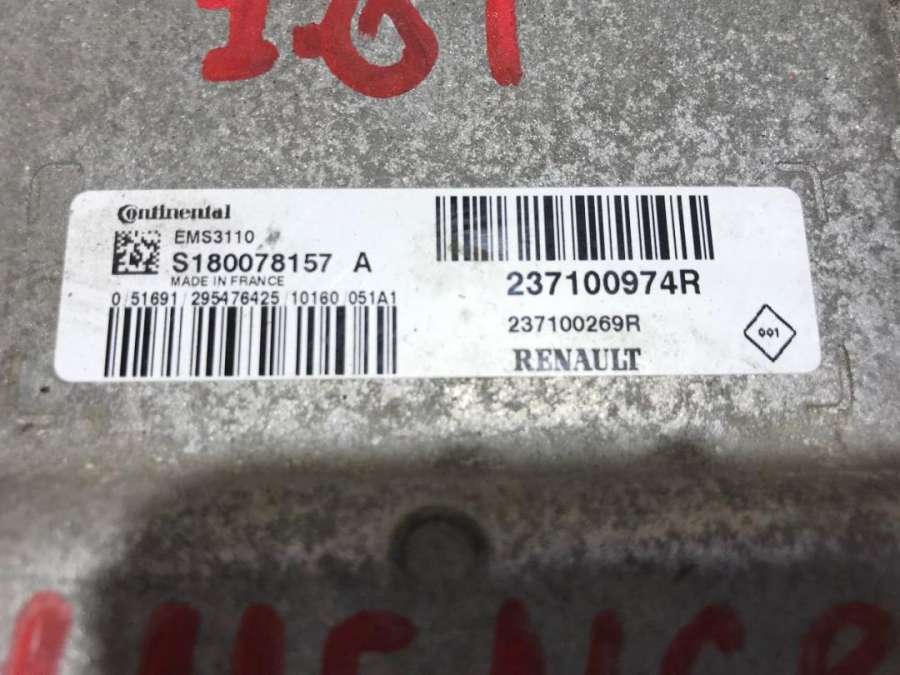 Continental
EMS3110
S180078157 A
MADE IN FRANCE
0/51691/295476425/10160/051A1
237100974R
237100269R
RENAULT
001